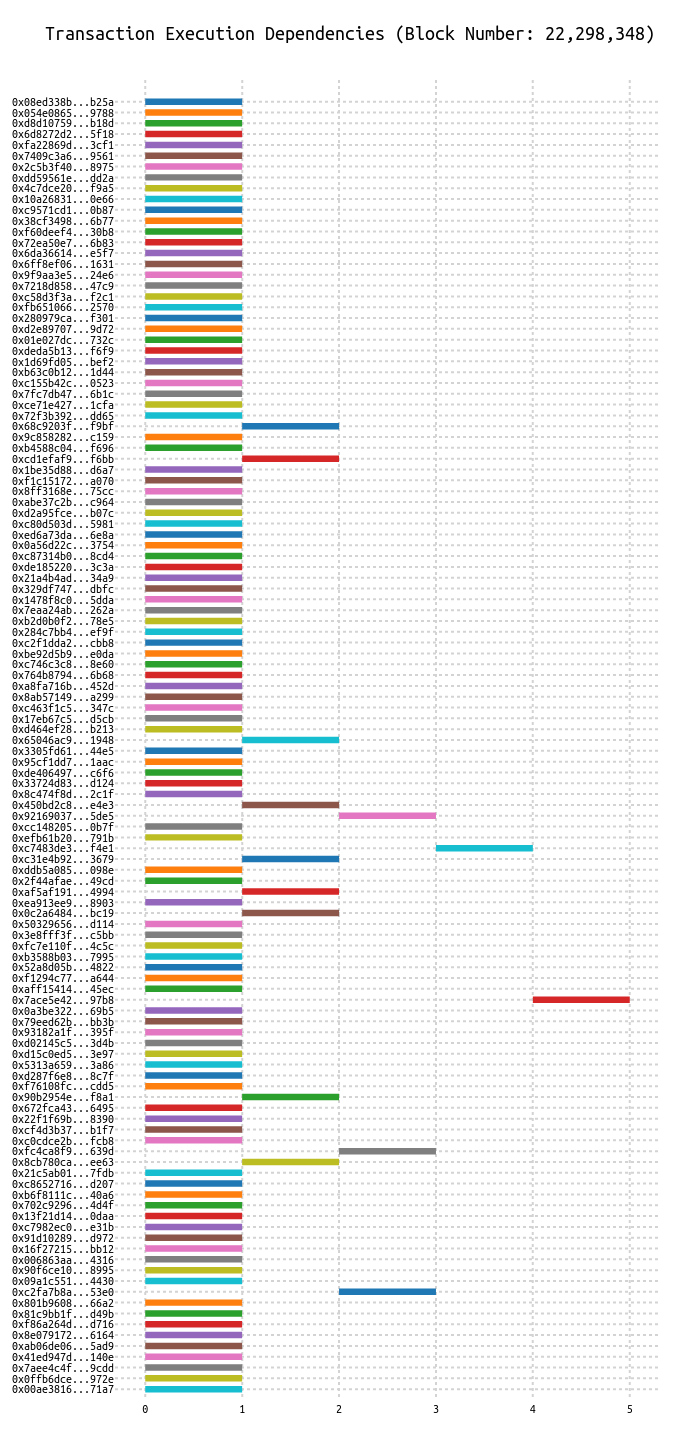 Transaction Execution Dependencies (Block Number: 22,298,348)
0x08ed338b...b25a
0x054e0865...9788
0xd8d10759...b18d
0x6d8272d2...5f18
0xfa22869d...3cf1
0x7409c3a6...9561
0x2c5b3f40...8975
0xdd59561e...dd2a
0x4c7dce20...f9a5
0x10a26831...0e66
0xc9571cd1...0b87
0x38cf3498...6b77
0xf60deef4...30b8
0x72ea50e7...6b83
0x6da36614...e5f7
0x6ff8ef06...1631
0x9f9aa3e5...24e6
0x7218d858...47c9
0xc58d3f3a...f2c1
0xfb651066...2570
0x280979ca...f301
0xd2e89707...9d72
0x01e027dc...732c
0xdeda5b13...f6f9
0x1d69fd05...bef2
0xb63c0b12...1d44
0xc155b42c...0523
0x7fc7db47...6b1c
0xce71e427...1cfa
0x72f3b392...dd65
0x68c9203f...f9bf
0x9c858282...c159
0xb4588c04...f696
0xcd1efaf9...f6bb
0x1be35d88...d6a7
0xf1c15172...a070
0x8ff3168e...75cc
0xabe37c2b...c964
0xd2a95fce...b07c
0xc80d503d...5981
0xed6a73da...6e8a
0x0a56d22c...3754
0xc87314b0...8cd4
0xde185220...3c3a
0x21a4b4ad...34a9
0x329df747...dbfc
0x1478f8c0...5dda
0x7eaa24ab...262a
0xb2d0b0f2...78e5
0x284c7bb4...ef9f
0xc2f1dda2...cbb8
0xbe92d5b9...e0da
0xc746c3c8...8e60
0x764b8794...6b68
0xa8fa716b...452d
0x8ab57149...a299
0xc463f1c5...347c
0x17eb67c5...d5cb
0xd464ef28...b213
0x65046ac9...1948
0x3305fd61...44e5
0x95cf1dd7...1aac
0xde406497...c6f6
0x33724d83...d124
0x8c474f8d...2c1f
0x450bd2c8...e4e3
0x92169037...5de5
0xcc148205...0b7f
0xefb61b20...791b
0xc7483de3...f4e1
0xc31e4b92...3679
0xddb5a085...098e
0x2f44afae...49cd
0xaf5af191...4994
0xea913ee9...8903
0x0c2a6484...bc19
0x50329656...d114
0x3e8fff3f...c5bb
0xfc7e110f...4c5c
0xb3588b03...7995
0x52a8d05b...4822
0xf1294c77...a644
0xaff15414...45ec
0x7ace5e42...97b8
0x0a3be322...69b5
0x79eed62b...bb3b
0x93182a1f...395f
0xd02145c5...3d4b
0xd15c0ed5...3e97
0x5313a659...3a86
0xd287f6e8...8c7f
0xf76108fc...cdd5
0x90b2954e...f8a1
0x672fca43...6495
0x22f1f69b...8390
0xcf4d3b37...b1f7
0xc0cdce2b...fcb8
0xfc4ca8f9...639d
0x8cb780ca...ee63
0x21c5ab01...7fdb
0xc8652716...d207
0xb6f8111c...40a6
0x702c9296...4d4f
0x13f21d14...0daa
0xc7982ec0...e31b
0x91d10289...d972
0x16f27215...bb12
0x006863aa...4316
0x90f6ce10...8995
0x09a1c551...4430
0xc2fa7b8a...53e0
0x801b9608...66a2
0x81c9bb1f...d49b
0xf86a264d...d716
0x8e079172...6164
0xab06de06...5ad9
0x41ed947d...140e
0x7aee4c4f...9cdd
0x0ffb6dce...972e
0x00ae3816...71a7
0 1 2 3 4 5